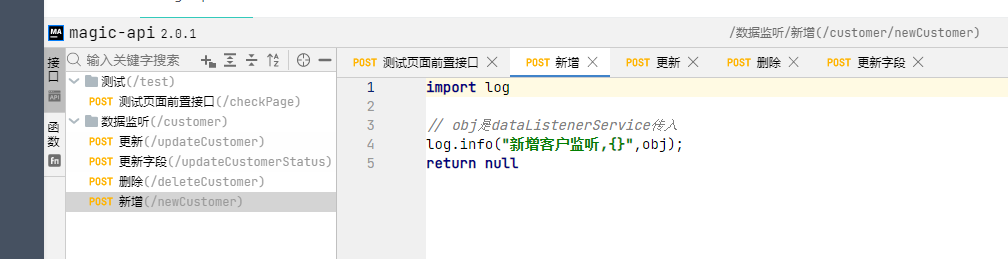 MA magic-api 2.0.1 /数据监听/新增(/customer/newCustomer)
接口 API
函数 fn
输入关键字搜索
测试(/test)
POST 测试页面前置接口(/checkPage)
数据监听(/customer)
POST 更新(/updateCustomer)
POST 更新字段(/updateCustomerStatus)
POST 删除(/deleteCustomer)
POST 新增(/newCustomer)
POST 测试页面前置接口 POST 新增 POST 更新 POST 删除 POST 更新字段
1 import log
2
3 // obj是dataListenerService传入
4 log.info("新增客户监听,{}",obj);
5 return null